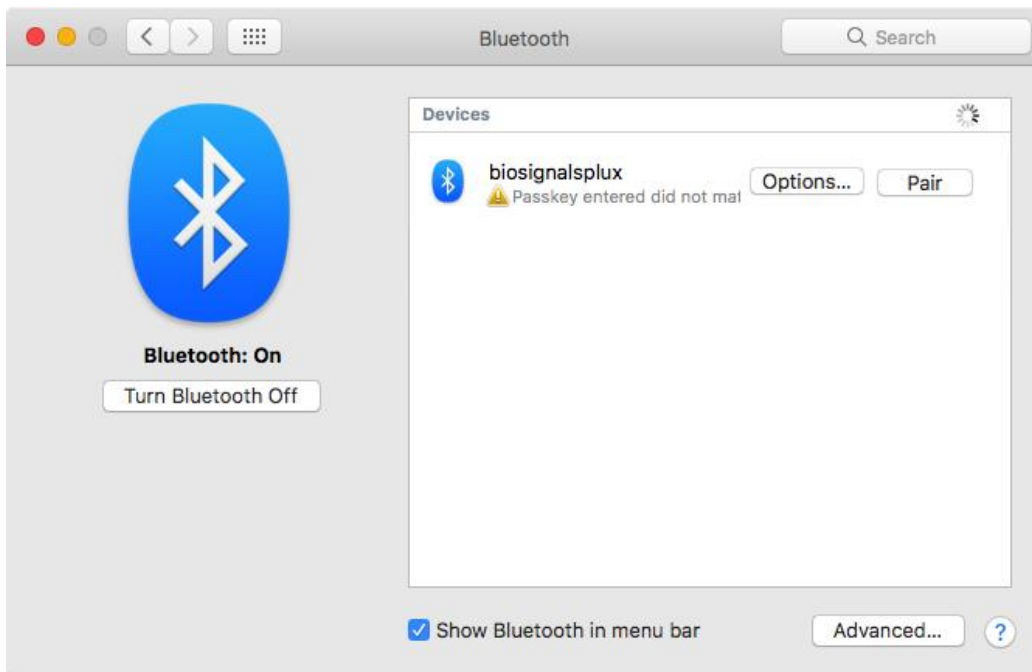 Bluetooth
Search
Devices
biosignalsplux
Passkey entered did not mat
Options...
Pair
Bluetooth: On
Turn Bluetooth Off
Show Bluetooth in menu bar
Advanced...
?